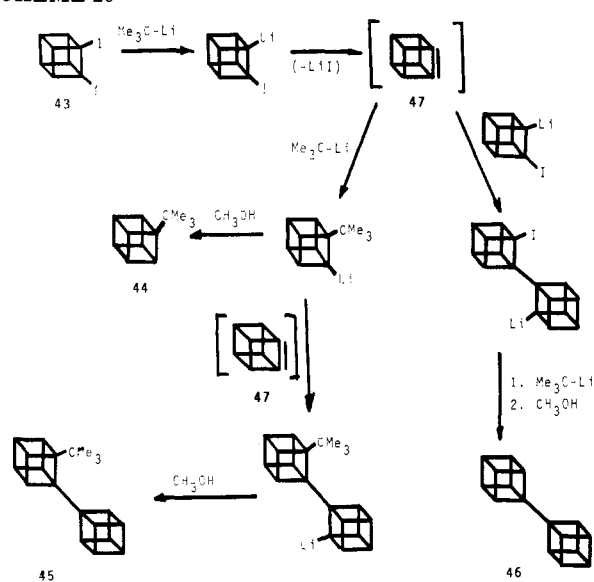 I
I
43
Me3C-Li
Li
I
(-LiI)
47
Me3C-Li
Li
I
CMe3
44
CH3OH
CMe3
Li
I
Li
47
1. Me3C-Li
2. CH3OH
CMe3
45
CH3OH
CMe3
Li
46